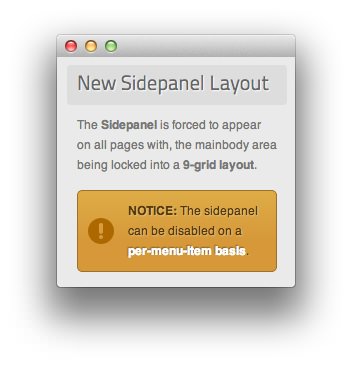 New Sidepanel Layout
The Sidepanel is forced to appear
on all pages with, the mainbody area
being locked into a 9-grid layout.
NOTICE: The sidepanel
can be disabled on a
per-menu-item basis.